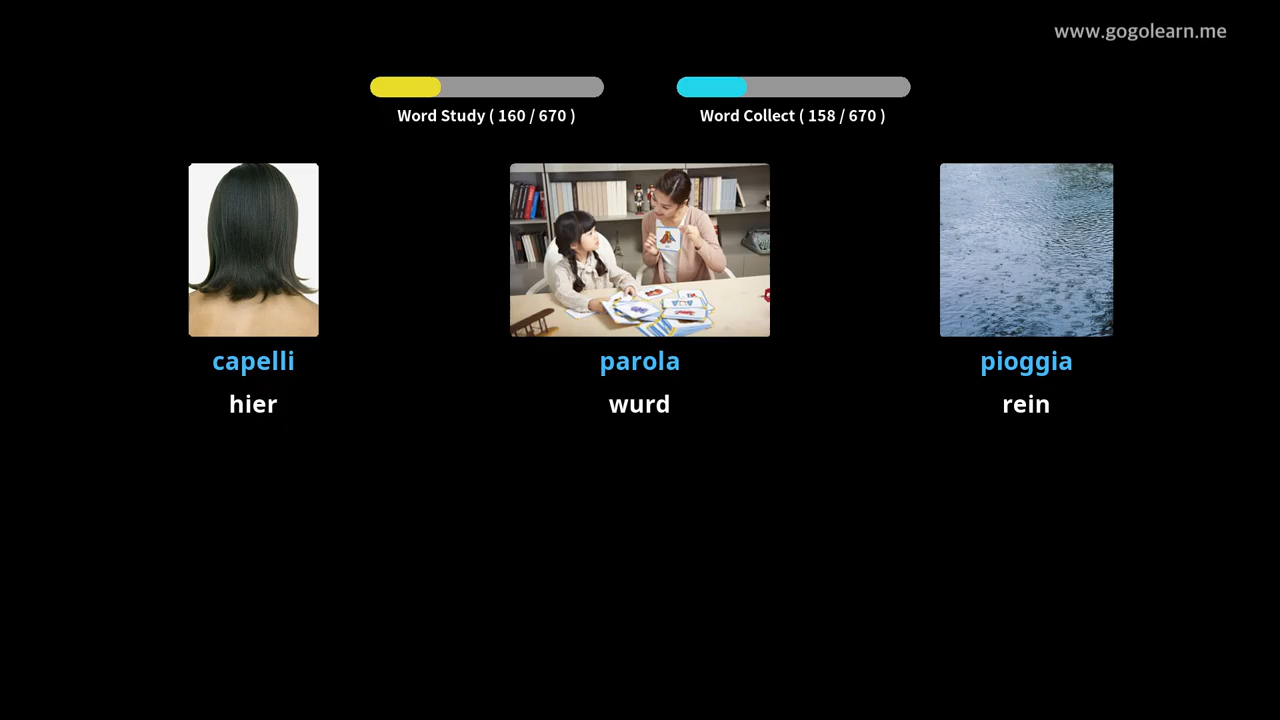 www.gogolearn.me
Word Study ( 160 / 670 )
Word Collect ( 158 / 670 )
capelli
parola
pioggia
hier
wurd
rein